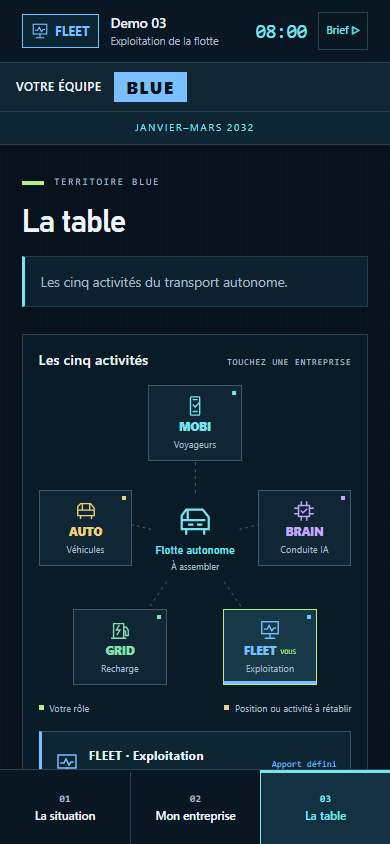 FLEET
Demo 03
Exploitation de la flotte
08:00
Brief
VOTRE ÉQUIPE
BLUE
JANVIER–MARS 2032
TERRITOIRE BLUE
La table
Les cinq activités du transport autonome.
Les cinq activités
TOUCHEZ UNE ENTREPRISE
MOBI
Voyageurs
AUTO
Véhicules
Flotte autonome
À assembler
BRAIN
Conduite IA
GRID
Recharge
FLEET VOUS
Exploitation
Votre rôle
Position ou activité à rétablir
FLEET · Exploitation
Apport défini
01
La situation
02
Mon entreprise
03
La table